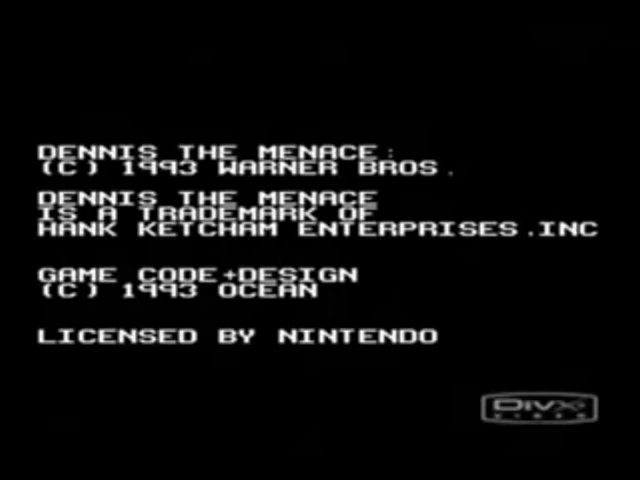 DENNIS THE MENACE:
(C) 1993 WARNER BROS.
DENNIS THE MENACE
IS A TRADEMARK OF
HANK KETCHAM ENTERPRISES.INC
GAME CODE+DESIGN
(C) 1993 OCEAN
LICENSED BY NINTENDO
DivX
VIDEO